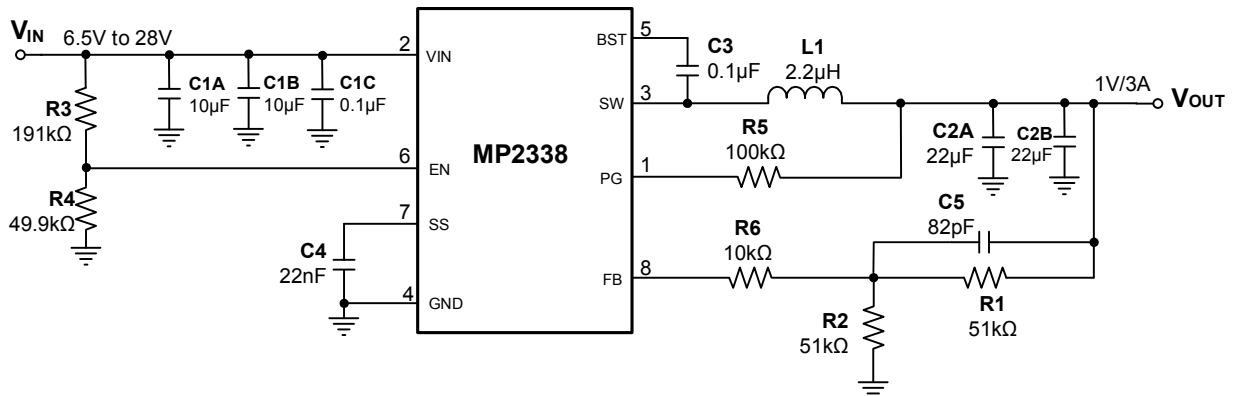 VIN
6.5V to 28V
R3
191kΩ
R4
49.9kΩ
C1A
10µF
C1B
10µF
C1C
0.1µF
2
VIN
6
EN
7
SS
C4
22nF
4
GND
MP2338
BST
5
C3
0.1µF
L1
2.2µH
SW
3
1V/3A
VOUT
R5
100kΩ
PG
1
C2A
22µF
C2B
22µF
C5
82pF
R6
10kΩ
FB
8
R2
51kΩ
R1
51kΩ